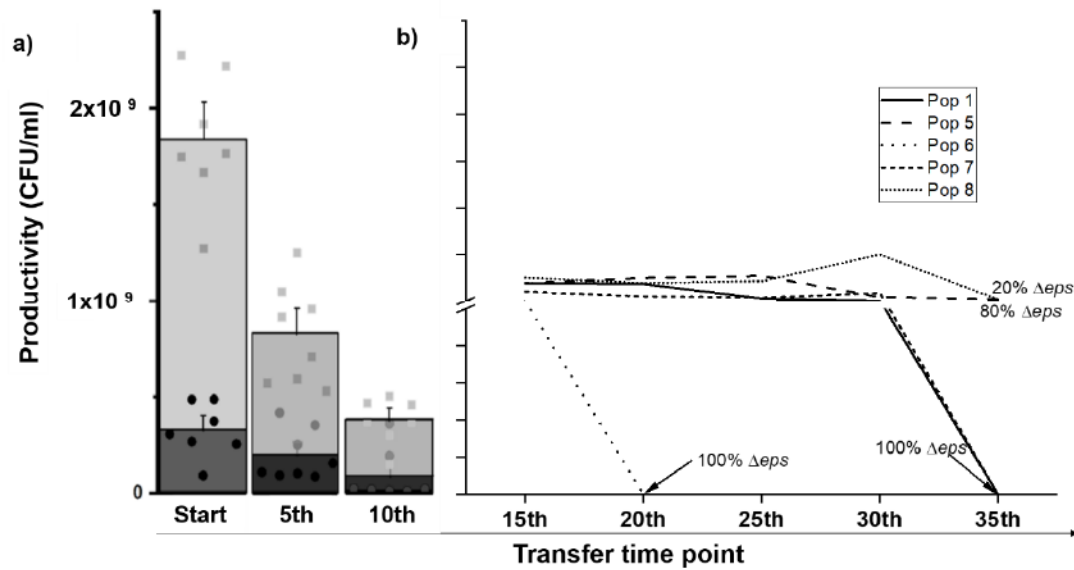 a)
b)
Productivity (CFU/ml)
2x10 9
1x10 9
0
Start 5th 10th
Pop 1
Pop 5
Pop 6
Pop 7
Pop 8
20% Δeps
80% Δeps
100% Δeps
100% Δeps
15th 20th 25th 30th 35th
Transfer time point